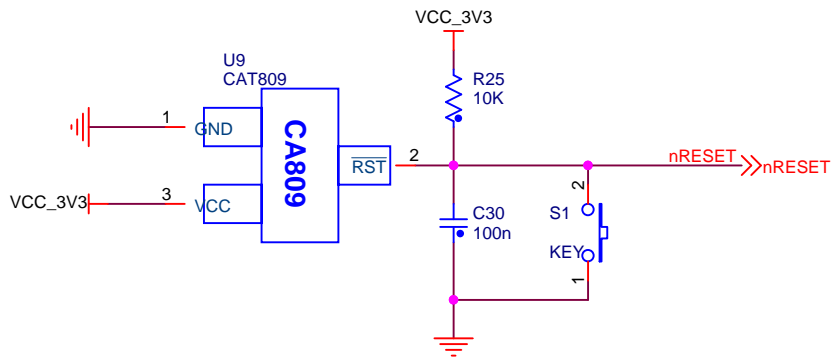 VCC_3V3
U9
CAT809
R25
10K
1
GND
CA809
RST
2
nRESET
nRESET
3
VCC_3V3
VCC
2
S1
C30
100n
KEY
1